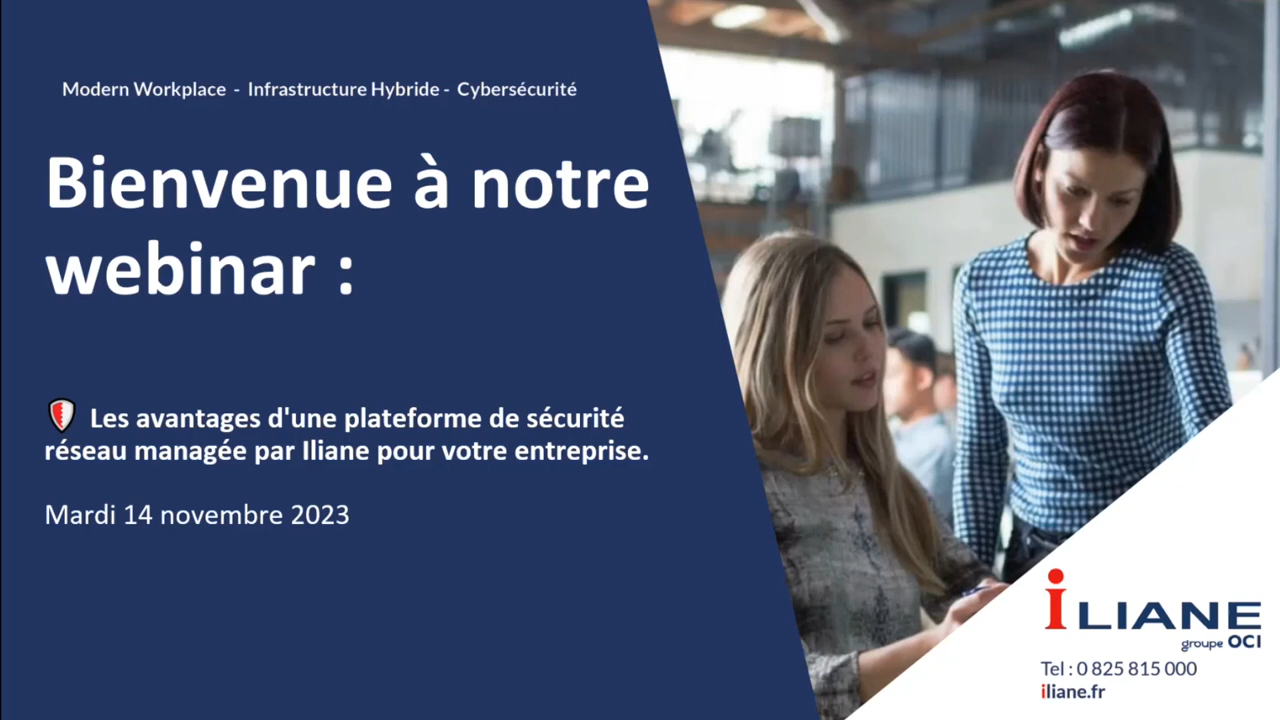 Modern Workplace - Infrastructure Hybride - Cybersécurité
Bienvenue à notre
webinar :
Les avantages d'une plateforme de sécurité
réseau managée par Iliane pour votre entreprise.
Mardi 14 novembre 2023
iLIANE
groupe OCI
Tel : 0 825 815 000
iliane.fr